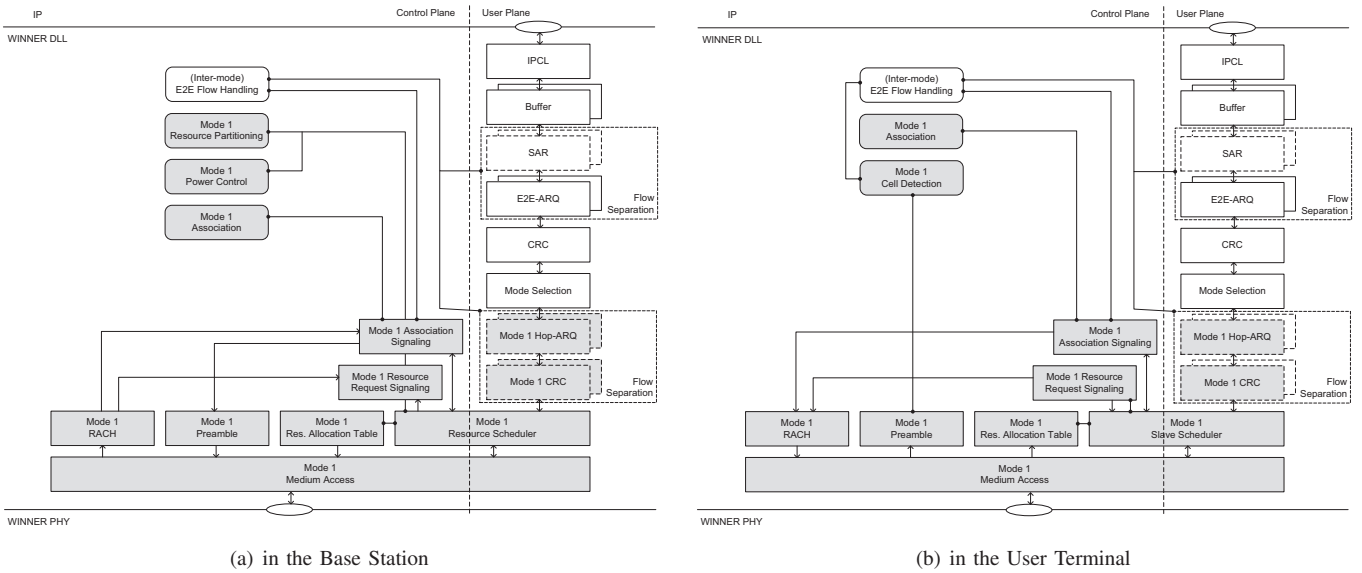 IP
Control Plane
User Plane
WINNER DLL
IPCL
(Inter-mode)
E2E Flow Handling
Buffer
Mode 1
Resource Partitioning
SAR
Mode 1
Power Control
E2E-ARQ
Flow
Separation
Mode 1
Association
CRC
Mode Selection
Mode 1 Association
Signaling
Mode 1 Hop-ARQ
Mode 1 Resource
Request Signaling
Mode 1 CRC
Flow
Separation
Mode 1
RACH
Mode 1
Preamble
Mode 1
Res. Allocation Table
Mode 1
Resource Scheduler
Mode 1
Medium Access
WINNER PHY
(a) in the Base Station
IP
Control Plane
User Plane
WINNER DLL
IPCL
(Inter-mode)
E2E Flow Handling
Buffer
Mode 1
Association
SAR
Mode 1
Cell Detection
E2E-ARQ
Flow
Separation
CRC
Mode Selection
Mode 1
Association Signaling
Mode 1 Hop-ARQ
Mode 1 Resource
Request Signaling
Mode 1 CRC
Flow
Separation
Mode 1
RACH
Mode 1
Preamble
Mode 1
Res. Allocation Table
Mode 1
Slave Scheduler
Mode 1
Medium Access
WINNER PHY
(b) in the User Terminal